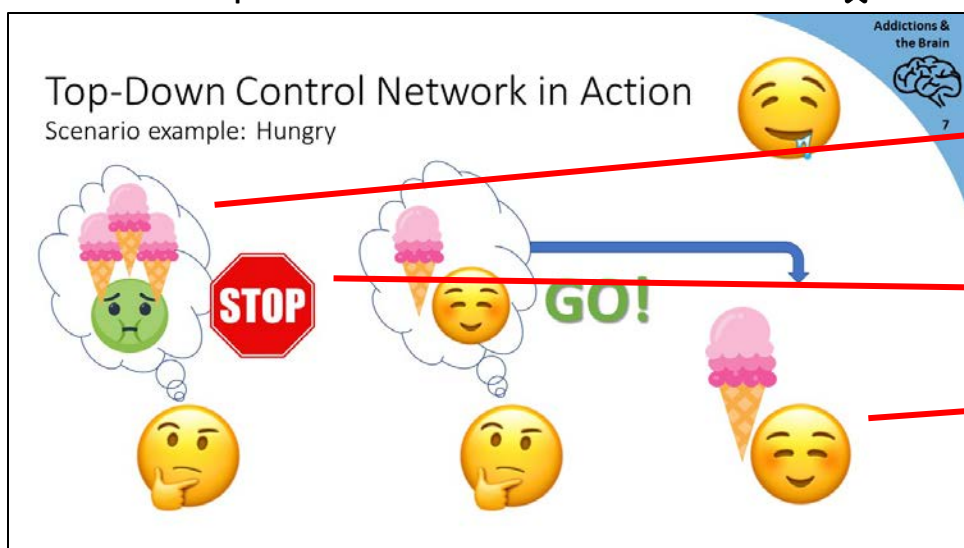 Addictions &
the Brain
7
Top-Down Control Network in Action
Scenario example: Hungry
STOP
GO!